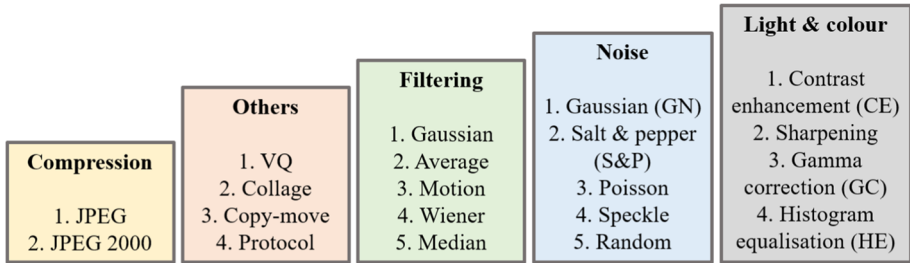 Compression
1. JPEG
2. JPEG 2000
Others
1. VQ
2. Collage
3. Copy-move
4. Protocol
Filtering
1. Gaussian
2. Average
3. Motion
4. Wiener
5. Median
Noise
1. Gaussian (GN)
2. Salt & pepper
(S&P)
3. Poisson
4. Speckle
5. Random
Light & colour
1. Contrast
enhancement (CE)
2. Sharpening
3. Gamma
correction (GC)
4. Histogram
equalisation (HE)